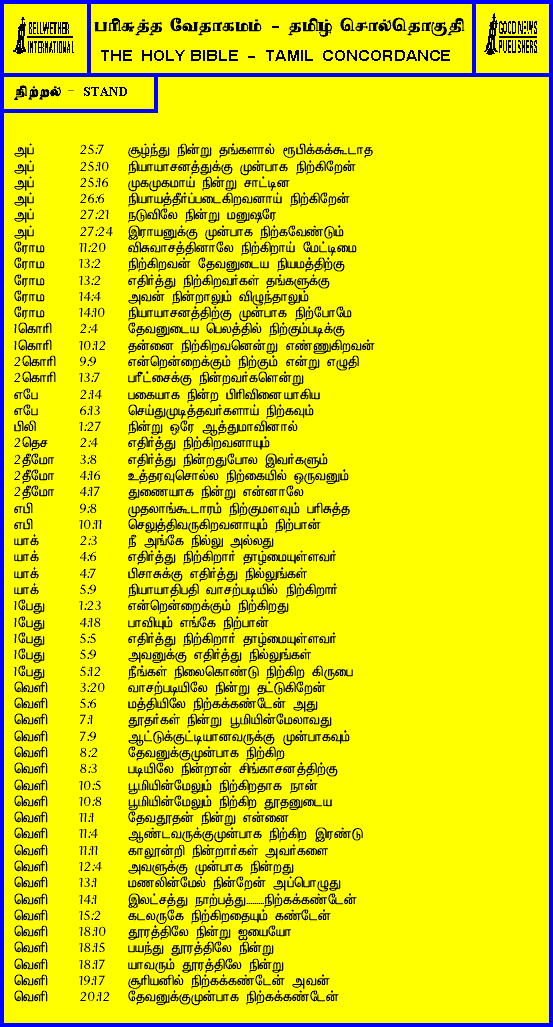 BELLWETHER INTERNATIONAL
பரிசுத்த வேதாகமம் - தமிழ் சொல்தொகுதி
THE HOLY BIBLE - TAMIL CONCORDANCE
GOOD NEWS PUBLISHERS
நிற்றல் - STAND
அப் 25:7 சூழ்ந்து நின்று தங்களால் ரூபிக்கக்கூடாத
அப் 25:10 நியாயாசனத்துக்கு முன்பாக நிற்கிறேன்
அப் 25:16 முகமுகமாய் நின்று சாட்டின
அப் 26:6 நியாயத்தீர்ப்படைகிறவனாய் நிற்கிறேன்
அப் 27:21 நடுவிலே நின்று மனுஷரே
அப் 27:24 இராயனுக்கு முன்பாக நிற்கவேண்டும்
ரோம 11:20 விசுவாசத்தினாலே நிற்கிறாய் மேட்டிமை
ரோம 13:2 நிற்கிறவன் தேவனுடைய நியமத்திற்கு
ரோம 13:2 எதிர்த்து நிற்கிறவர்கள் தங்களுக்கு
ரோம 14:4 அவன் நின்றாலும் விழுந்தாலும்
ரோம 14:10 நியாயாசனத்திற்கு முன்பாக நிற்போமே
1கொரி 2:4 தேவனுடைய பெலத்தில் நிற்கும்படிக்கு
1கொரி 10:12 தன்னை நிற்கிறவனென்று எண்ணுகிறவன்
2கொரி 9:9 என்றென்றைக்கும் நிற்கும் என்று எழுதி
2கொரி 13:7 பரீட்சைக்கு நின்றவர்களென்று
எபே 2:14 பகையாக நின்ற பிரிவினையாகிய
எபே 6:13 செய்துமுடித்தவர்களாய் நிற்கவும்
பிலி 1:27 நின்று ஒரே ஆத்துமாவினால்
2தெச 2:4 எதிர்த்து நிற்கிறவனாயும்
2தீமோ 3:8 எதிர்த்து நின்றதுபோல இவர்களும்
2தீமோ 4:16 உத்தரவுசொல்ல நிற்கையில் ஒருவனும்
2தீமோ 4:17 துணையாக நின்று என்னாலே
எபி 9:8 முதலாங்கூடாரம் நிற்குமளவும் பரிசுத்த
எபி 10:11 செலுத்திவருகிறவனாயும் நிற்பான்
யாக் 2:3 நீ அங்கே நில்லு அல்லது
யாக் 4:6 எதிர்த்து நிற்கிறார் தாழ்மையுள்ளவர்
யாக் 4:7 பிசாசுக்கு எதிர்த்து நில்லுங்கள்
யாக் 5:9 நியாயாதிபதி வாசற்படியில் நிற்கிறார்
1பேது 1:23 என்றென்றைக்கும் நிற்கிறது
1பேது 4:18 பாவியும் எங்கே நிற்பான்
1பேது 5:5 எதிர்த்து நிற்கிறார் தாழ்மையுள்ளவர்
1பேது 5:9 அவனுக்கு எதிர்த்து நில்லுங்கள்
1பேது 5:12 நீங்கள் நிலைகொண்டு நிற்கிற கிருபை
வெளி 3:20 வாசற்படியிலே நின்று தட்டுகிறேன்
வெளி 5:6 மத்தியிலே நிற்கக்கண்டேன் அது
வெளி 7:1 தூதர்கள் நின்று பூமியின்மேலாவது
வெளி 7:9 ஆட்டுக்குட்டியானவருக்கு முன்பாகவும்
வெளி 8:2 தேவனுக்குமுன்பாக நிற்கிற
வெளி 8:3 படியிலே நின்றான் சிங்காசனத்திற்கு
வெளி 10:5 பூமியின்மேலும் நிற்கிறதாக நான்
வெளி 10:8 பூமியின்மேலும் நிற்கிற தூதனுடைய
வெளி 11:1 தேவதூதன் நின்று என்னை
வெளி 11:4 ஆண்டவருக்குமுன்பாக நிற்கிற இரண்டு
வெளி 11:11 காலூன்றி நின்றார்கள் அவர்களை
வெளி 12:4 அவளுக்கு முன்பாக நின்றது
வெளி 13:1 மணலின்மேல் நின்றேன் அப்பொழுது
வெளி 14:1 இலட்சத்து நாற்பத்து.........நிற்கக்கண்டேன்
வெளி 15:2 கடலருகே நிற்கிறதையும் கண்டேன்
வெளி 18:10 தூரத்திலே நின்று ஐயையோ
வெளி 18:15 பயந்து தூரத்திலே நின்று
வெளி 18:17 யாவரும் தூரத்திலே நின்று
வெளி 19:17 சூரியனில் நிற்கக்கண்டேன் அவன்
வெளி 20:12 தேவனுக்குமுன்பாக நிற்கக்கண்டேன்